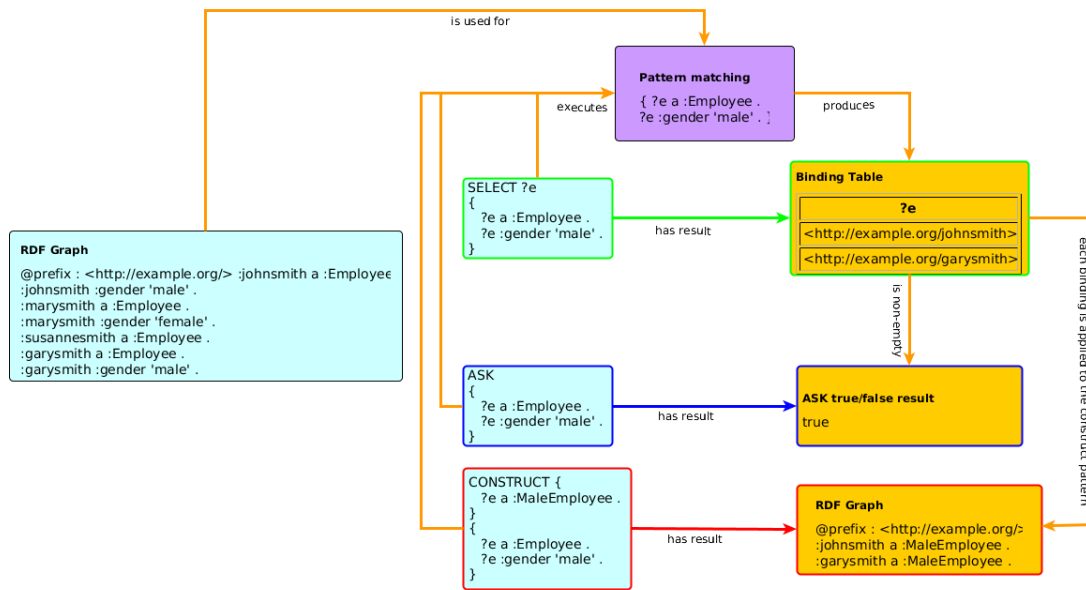 is used for
Pattern matching
{ ?e a :Employee .
?e :gender 'male' . }
executes
produces
SELECT ?e
{
?e a :Employee .
?e :gender 'male' .
}
has result
Binding Table
?e
<http://example.org/johnsmith>
<http://example.org/garysmith>
RDF Graph
@prefix : <http://example.org/> :johnsmith a :Employee
:johnsmith :gender 'male' .
:marysmith a :Employee .
:marysmith :gender 'female' .
:susannesmith a :Employee .
:garysmith a :Employee .
:garysmith :gender 'male' .
is non-empty
each binding is applied to the construct pattern
ASK
{
?e a :Employee .
?e :gender 'male' .
}
has result
ASK true/false result
true
CONSTRUCT {
?e a :MaleEmployee .
}
{
?e a :Employee .
?e :gender 'male' .
}
has result
RDF Graph
@prefix : <http://example.org/>
:johnsmith a :MaleEmployee .
:garysmith a :MaleEmployee .